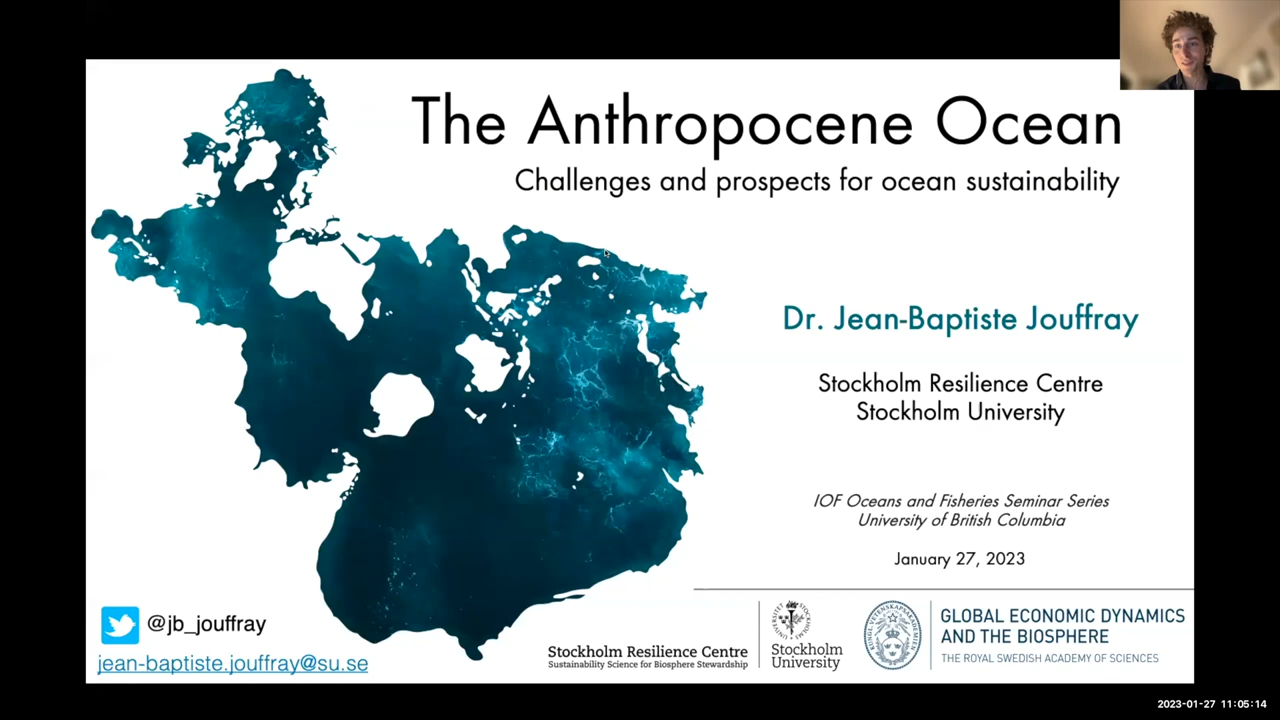 The Anthropocene Ocean
Challenges and prospects for ocean sustainability
Dr. Jean-Baptiste Jouffray
Stockholm Resilience Centre
Stockholm University
IOF Oceans and Fisheries Seminar Series
University of British Columbia
January 27, 2023
@jb_jouffray
jean-baptiste.jouffray@su.se
Stockholm Resilience Centre
Sustainability Science for Biosphere Stewardship
Stockholm
University
GLOBAL ECONOMIC DYNAMICS
AND THE BIOSPHERE
THE ROYAL SWEDISH ACADEMY OF SCIENCES
2023-01-27 11:05:14